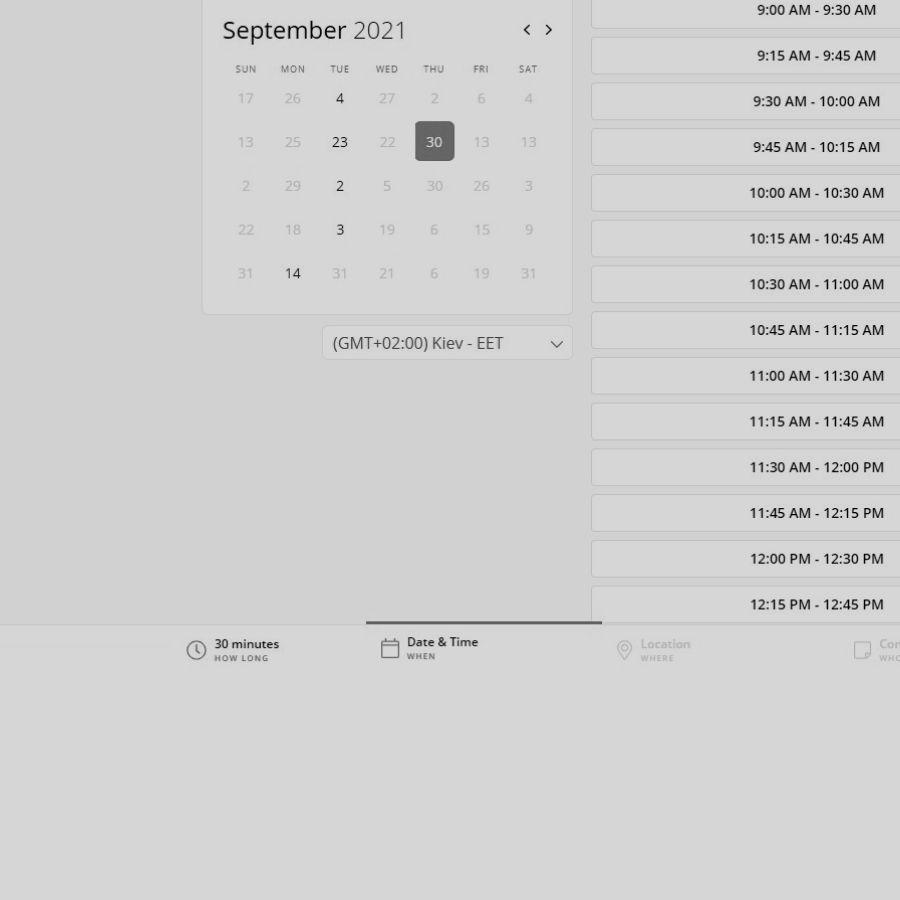 September 2021
SUN MON TUE WED THU FRI SAT
17 26 4 27 2 6 4
13 25 23 22 30 13 13
2 29 2 5 30 26 3
22 18 3 19 6 15 9
31 14 31 21 6 19 31
(GMT+02:00) Kiev - EET
9:00 AM - 9:30 AM
9:15 AM - 9:45 AM
9:30 AM - 10:00 AM
9:45 AM - 10:15 AM
10:00 AM - 10:30 AM
10:15 AM - 10:45 AM
10:30 AM - 11:00 AM
10:45 AM - 11:15 AM
11:00 AM - 11:30 AM
11:15 AM - 11:45 AM
11:30 AM - 12:00 PM
11:45 AM - 12:15 PM
12:00 PM - 12:30 PM
12:15 PM - 12:45 PM
30 minutes
HOW LONG
Date & Time
WHEN
Location
WHERE